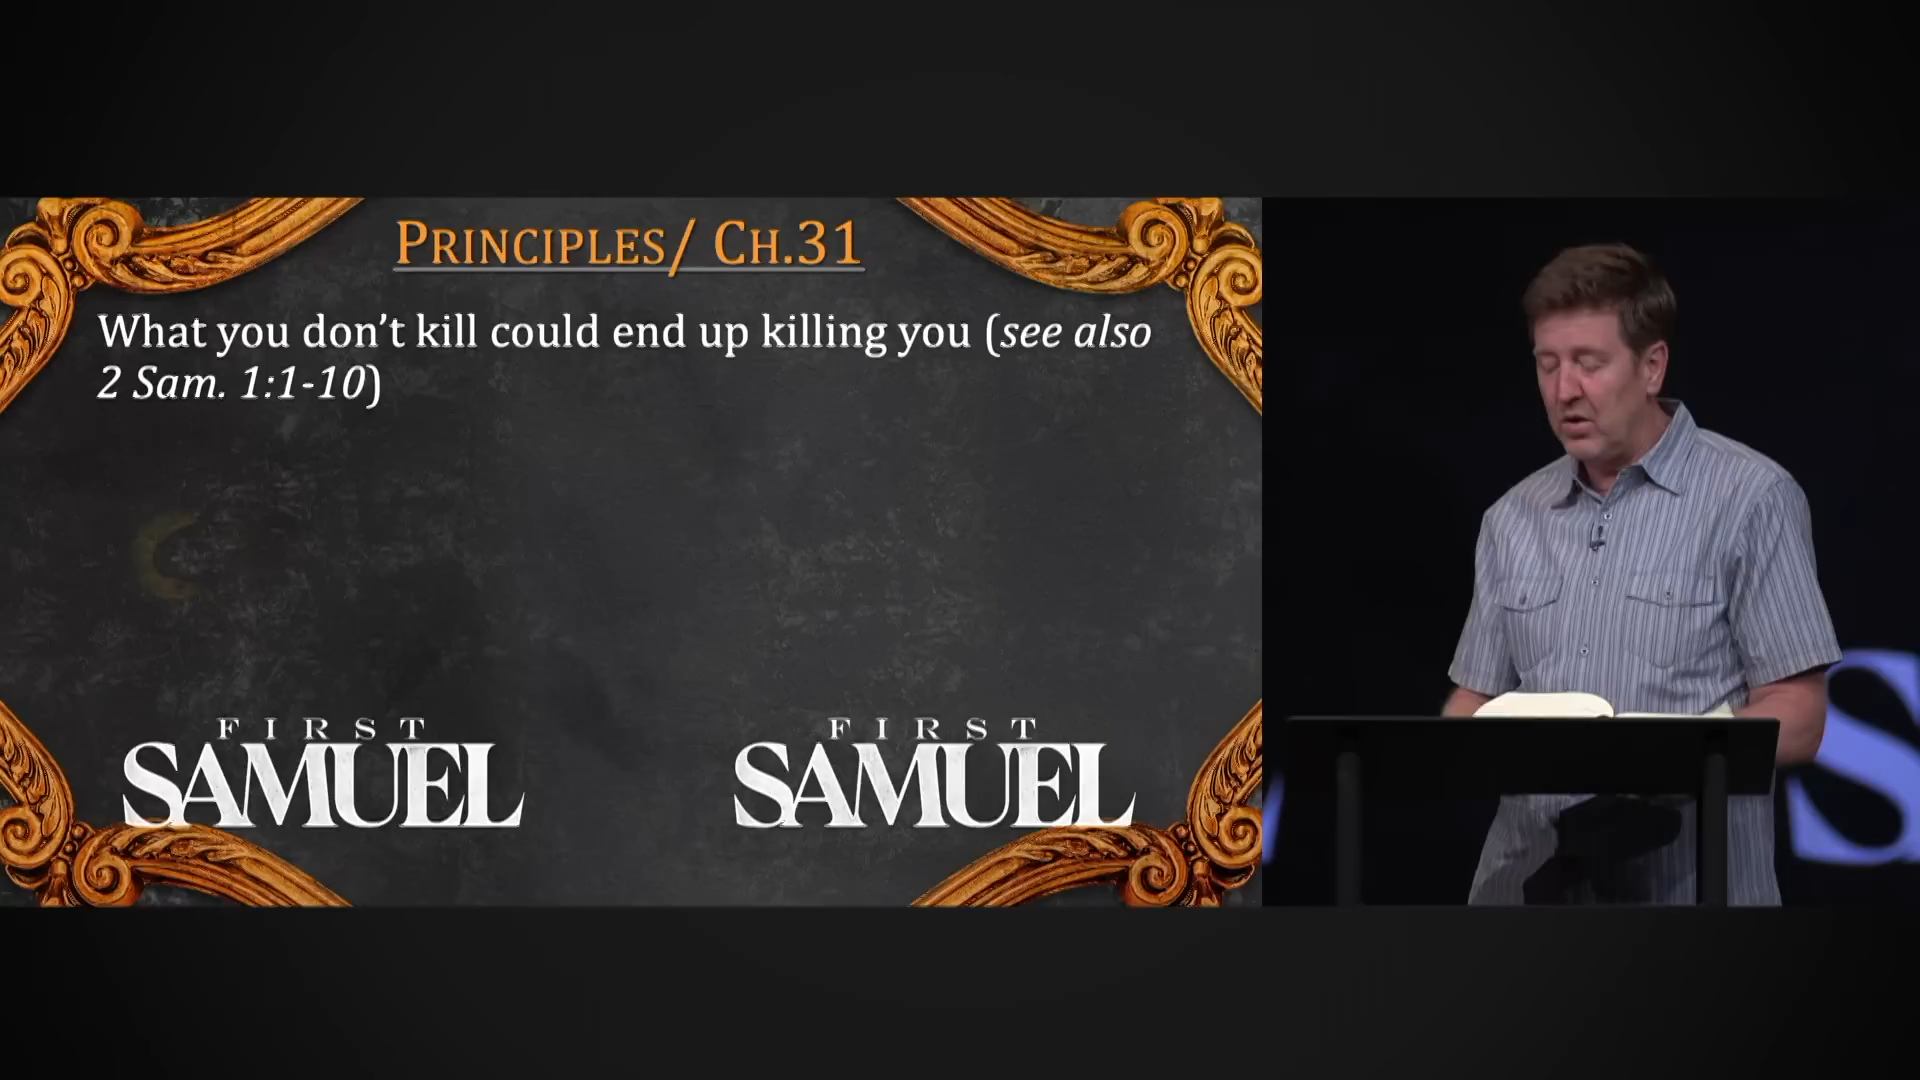 PRINCIPLES/ CH.31
What you don’t kill could end up killing you (see also
2 Sam. 1:1-10)
FIRST
SAMUEL
FIRST
SAMUEL
S